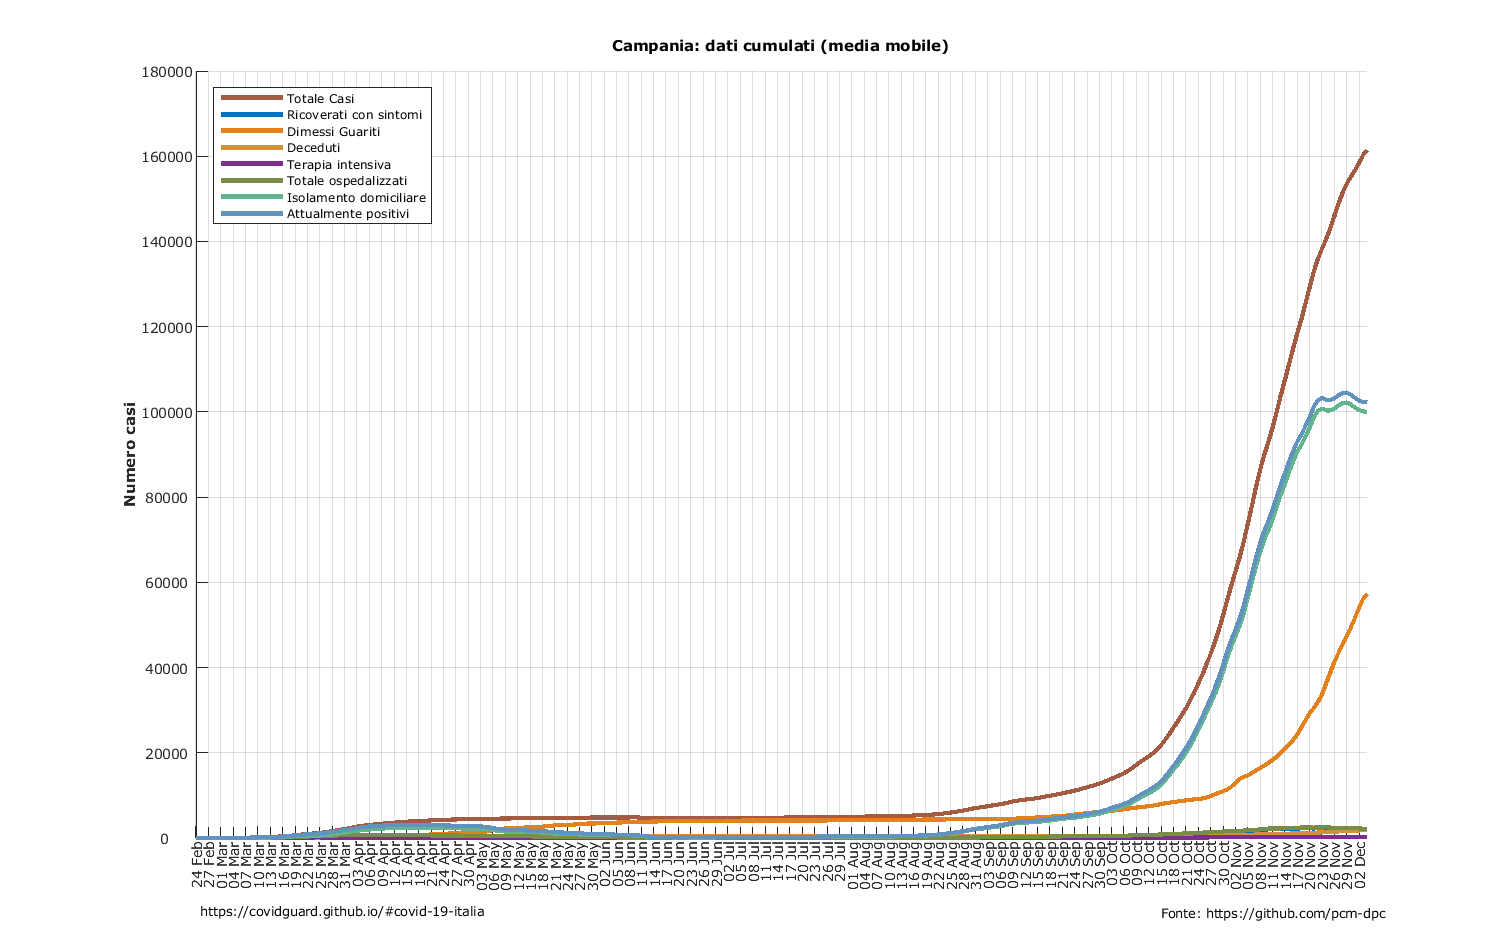 Campania: dati cumulati (media mobile)
180000
160000
140000
120000
100000
80000
60000
40000
20000
0
Numero casi
Totale Casi
Ricoverati con sintomi
Dimessi Guariti
Deceduti
Terapia intensiva
Totale ospedalizzati
Isolamento domiciliare
Attualmente positivi
24 Feb
27 Feb
01 Mar
04 Mar
07 Mar
10 Mar
13 Mar
16 Mar
19 Mar
22 Mar
25 Mar
28 Mar
31 Mar
03 Apr
06 Apr
09 Apr
12 Apr
15 Apr
18 Apr
21 Apr
24 Apr
27 Apr
30 Apr
03 May
06 May
09 May
12 May
15 May
18 May
21 May
24 May
27 May
30 May
02 Jun
05 Jun
08 Jun
11 Jun
14 Jun
17 Jun
20 Jun
23 Jun
26 Jun
29 Jun
02 Jul
05 Jul
08 Jul
11 Jul
14 Jul
17 Jul
20 Jul
23 Jul
26 Jul
29 Jul
01 Aug
04 Aug
07 Aug
10 Aug
13 Aug
16 Aug
19 Aug
22 Aug
25 Aug
28 Aug
31 Aug
03 Sep
06 Sep
09 Sep
12 Sep
15 Sep
18 Sep
21 Sep
24 Sep
27 Sep
30 Sep
03 Oct
06 Oct
09 Oct
12 Oct
15 Oct
18 Oct
21 Oct
24 Oct
27 Oct
30 Oct
02 Nov
05 Nov
08 Nov
11 Nov
14 Nov
17 Nov
20 Nov
23 Nov
26 Nov
29 Nov
02 Dec
https://covidguard.github.io/#covid-19-italia
Fonte: https://github.com/pcm-dpc